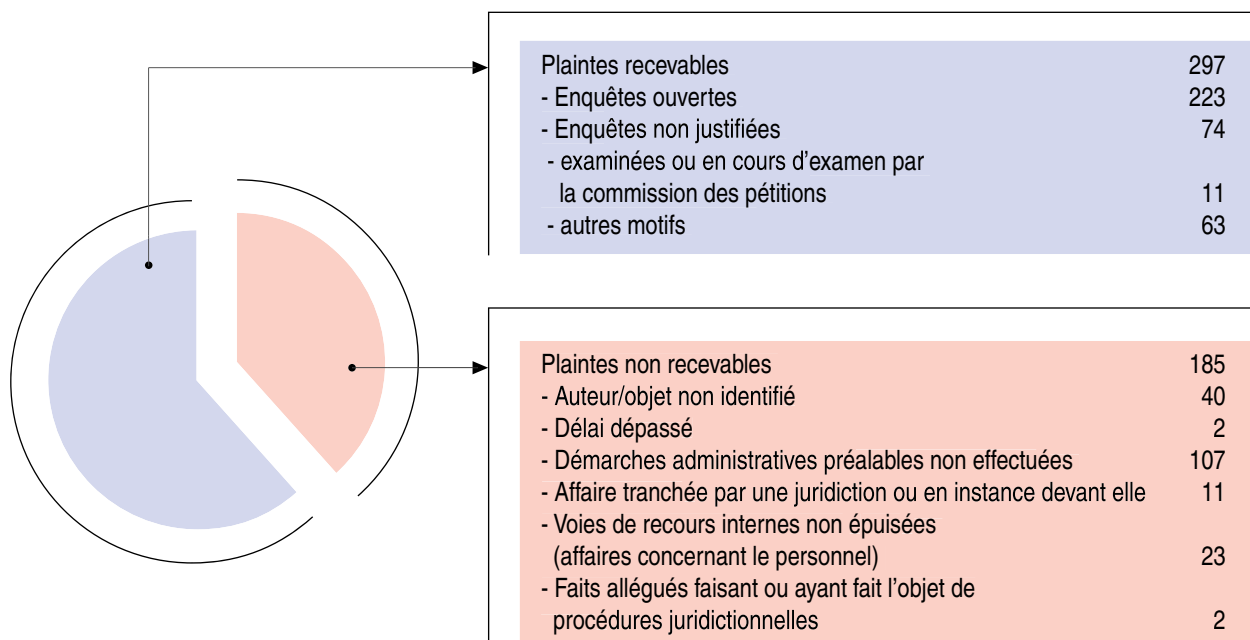 Plaintes recevables 297
- Enquêtes ouvertes 223
- Enquêtes non justifiées 74
- examinées ou en cours d'examen par
la commission des pétitions 11
- autres motifs 63
Plaintes non recevables 185
- Auteur/objet non identifié 40
- Délai dépassé 2
- Démarches administratives préalables non effectuées 107
- Affaire tranchée par une juridiction ou en instance devant elle 11
- Voies de recours internes non épuisées
(affaires concernant le personnel) 23
- Faits allégués faisant ou ayant fait l'objet de
procédures juridictionnelles 2